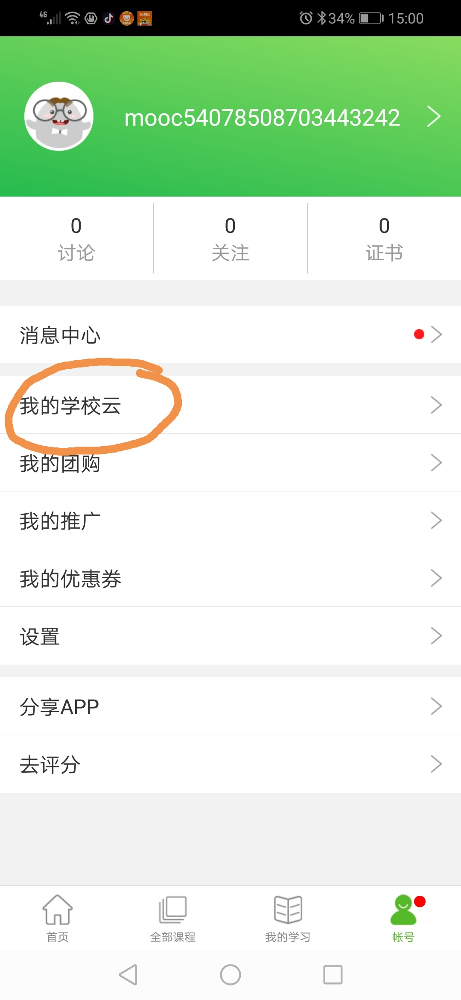 4G 34% 15:00
mooc54078508703443242
0 0 0
讨论 关注 证书
消息中心
我的学校云
我的团购
我的推广
我的优惠券
设置
分享APP
去评分
首页 全部课程 我的学习 帐号